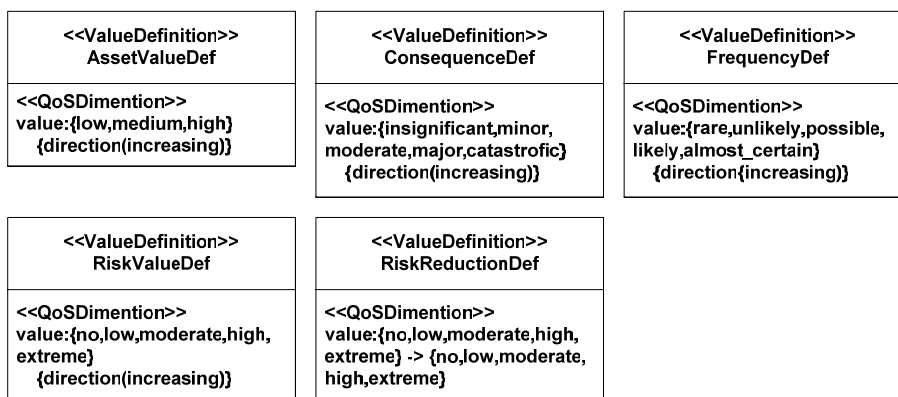 <<ValueDefinition>>
AssetValueDef
<<QoSDimention>>
value:{low,medium,high}
{direction(increasing)}
<<ValueDefinition>>
ConsequenceDef
<<QoSDimention>>
value:{insignificant,minor,
moderate,major,catastrofic}
{direction(increasing)}
<<ValueDefinition>>
FrequencyDef
<<QoSDimention>>
value:{rare,unlikely,possible,
likely,almost_certain}
{direction{increasing)}
<<ValueDefinition>>
RiskValueDef
<<QoSDimention>>
value:{no,low,moderate,high,
extreme}
{direction(increasing)}
<<ValueDefinition>>
RiskReductionDef
<<QoSDimention>>
value:{no,low,moderate,high,
extreme} -> {no,low,moderate,
high,extreme}